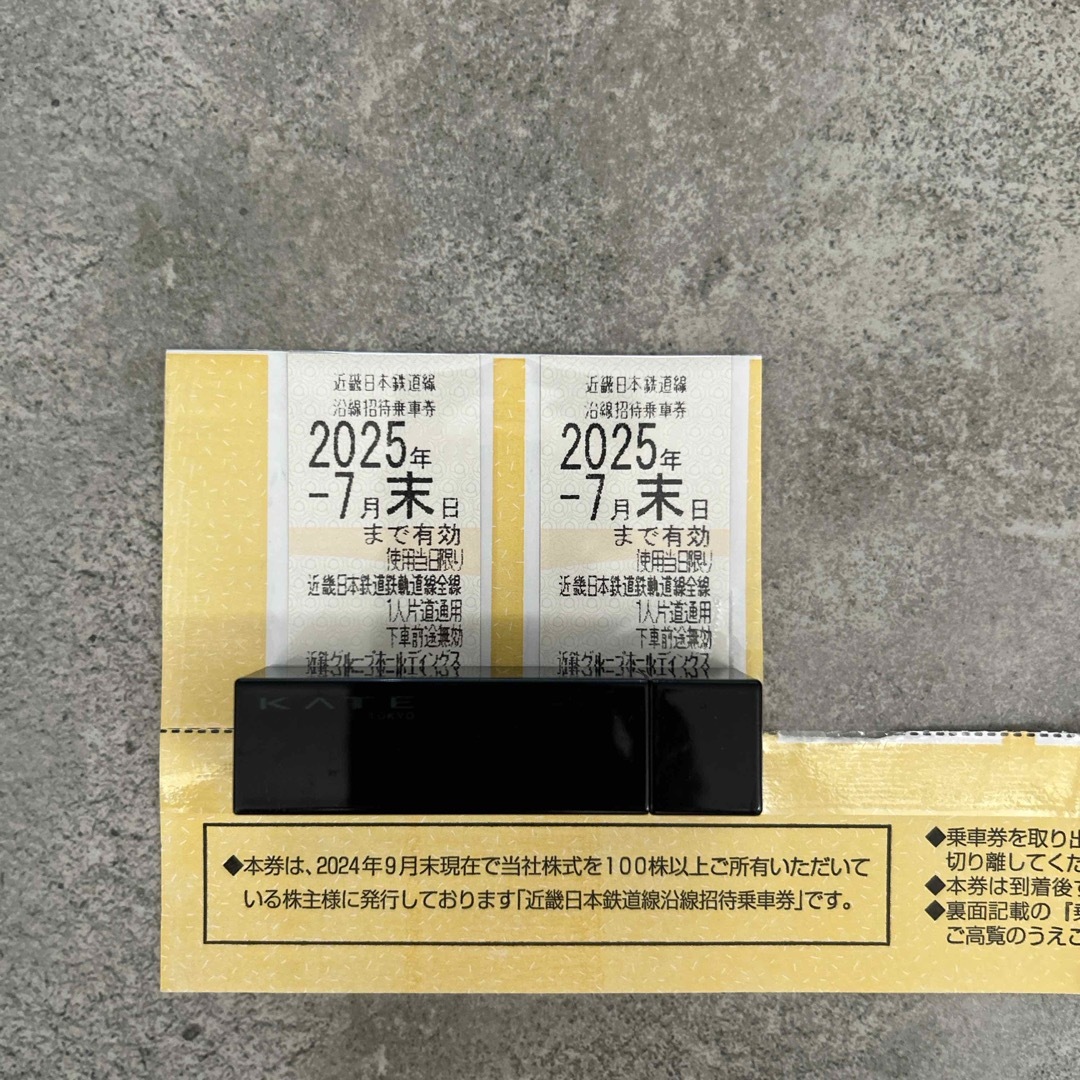 近畿日本鉄道線
沿線招待乗車券
2025年
-7月末日
まで有効
使用当日限り
近畿日本鉄道鉄軌道線全線
1人片道通用
下車前途無効
近鉄グループホールディングス
近畿日本鉄道線
沿線招待乗車券
2025年
-7月末日
まで有効
使用当日限り
近畿日本鉄道鉄軌道線全線
1人片道通用
下車前途無効
近鉄グループホールディングス
KATE
TOKYO
◆本券は、2024年9月末現在で当社株式を100株以上ご所有いただいて
いる株主様に発行しております「近畿日本鉄道線沿線招待乗車券」です。
◆乗車券を取り出
切り離してくた
◆本券は到着後す
◆裏面記載の『乗
ご高覧のうえご